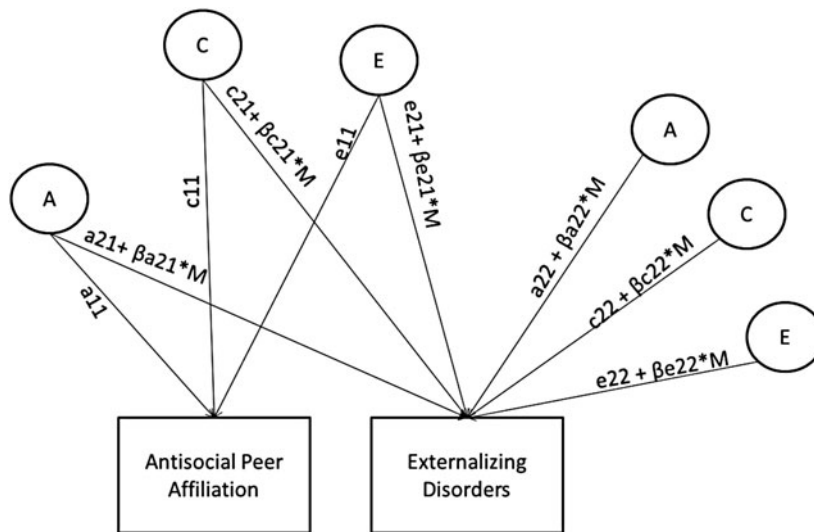 C
E
A
A
C
E
c11
c21+ βc21*M
e11
e21+ βe21*M
a11
a21+ βa21*M
a22 + βa22*M
c22 + βc22*M
e22 + βe22*M
Antisocial Peer
Affiliation
Externalizing
Disorders